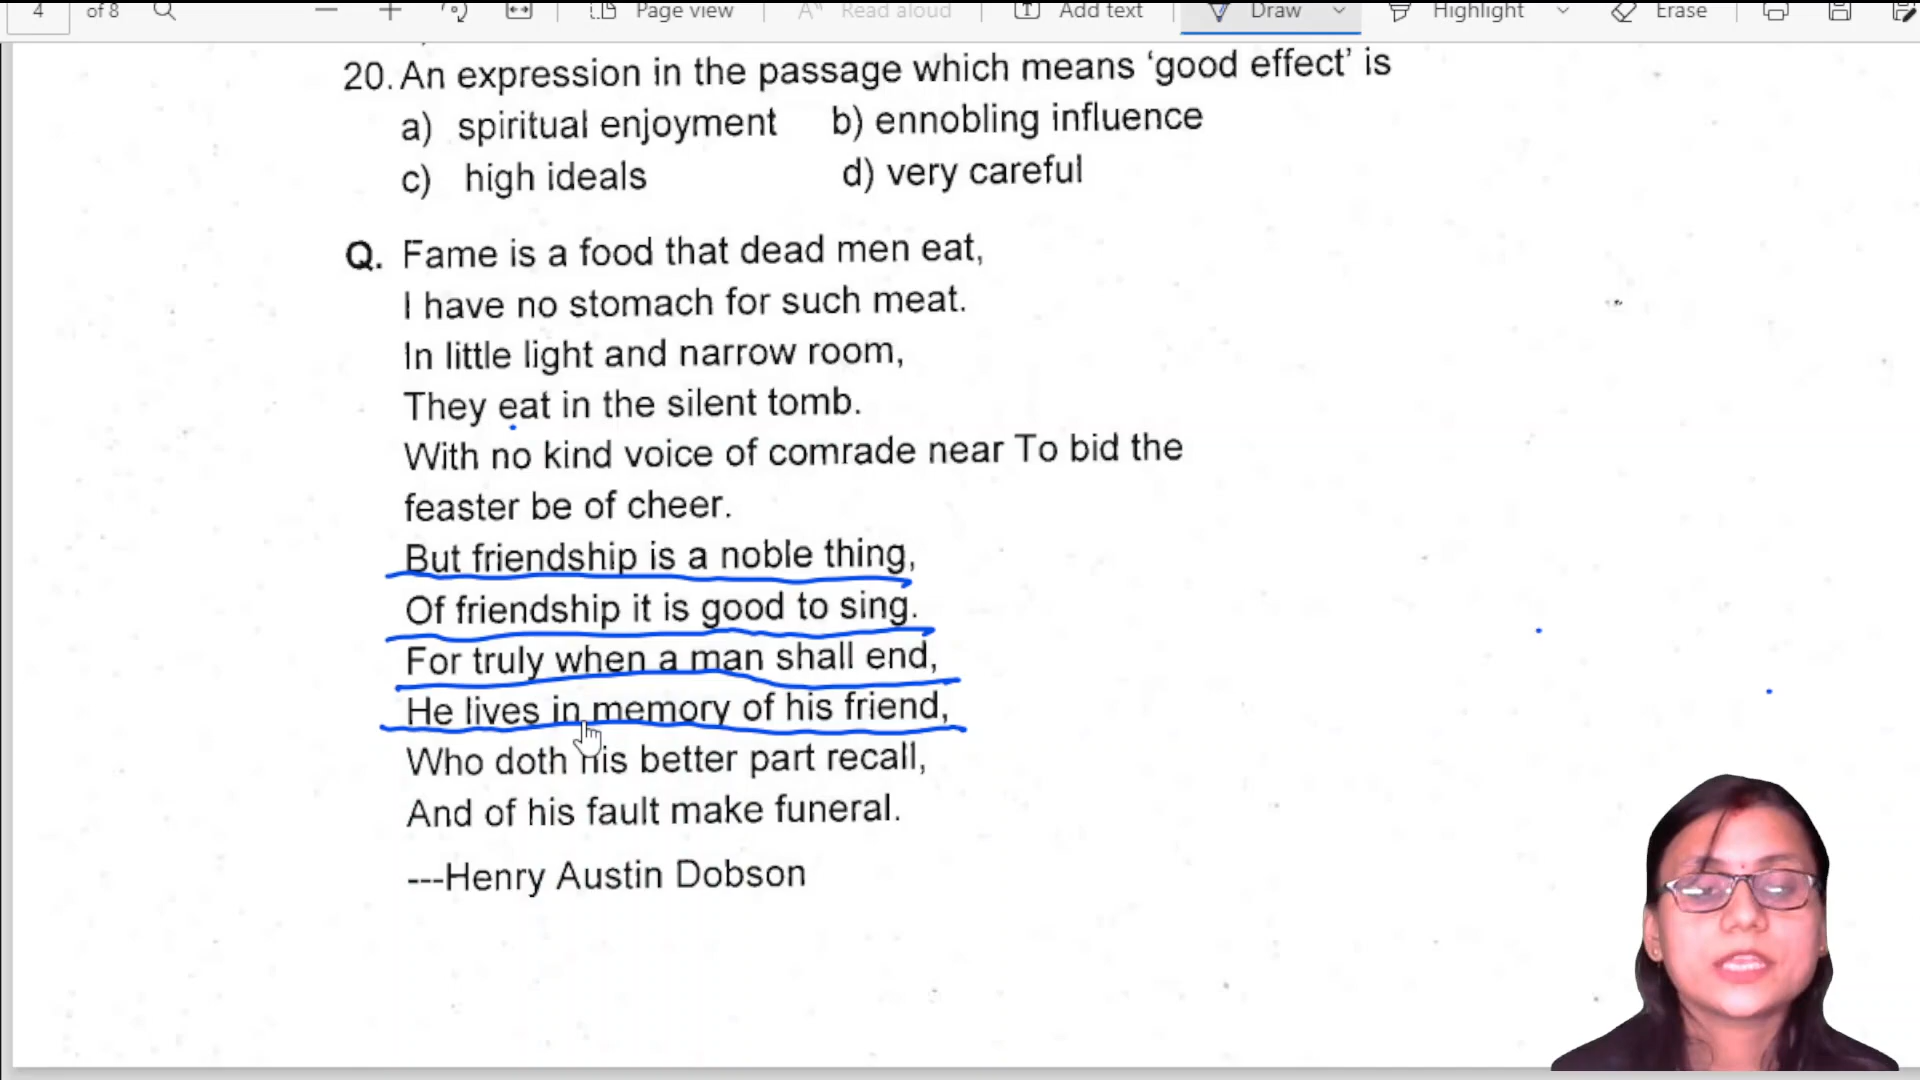 4 of 8 Page view Read aloud Add text Draw Highlight Erase
20. An expression in the passage which means ‘good effect’ is
a) spiritual enjoyment b) ennobling influence
c) high ideals d) very careful
Q. Fame is a food that dead men eat,
I have no stomach for such meat.
In little light and narrow room,
They eat in the silent tomb.
With no kind voice of comrade near To bid the
feaster be of cheer.
But friendship is a noble thing,
Of friendship it is good to sing.
For truly when a man shall end,
He lives in memory of his friend,
Who doth his better part recall,
And of his fault make funeral.
---Henry Austin Dobson